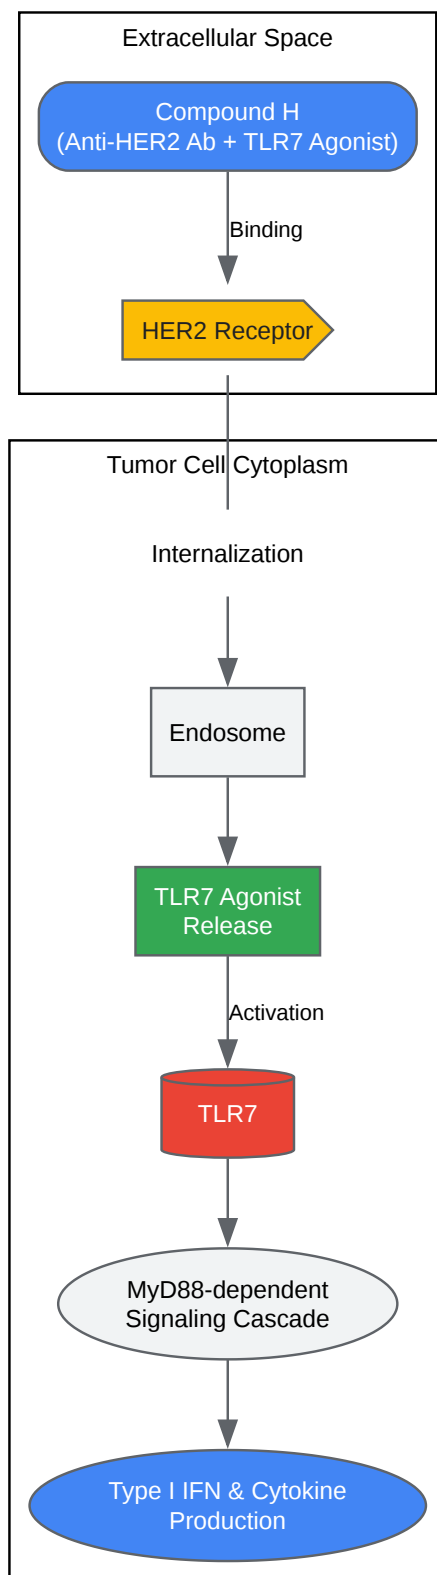 Extracellular Space
Compound H
(Anti-HER2 Ab + TLR7 Agonist)
Binding
HER2 Receptor
Tumor Cell Cytoplasm
Internalization
Endosome
TLR7 Agonist
Release
Activation
TLR7
MyD88-dependent
Signaling Cascade
Type I IFN & Cytokine
Production